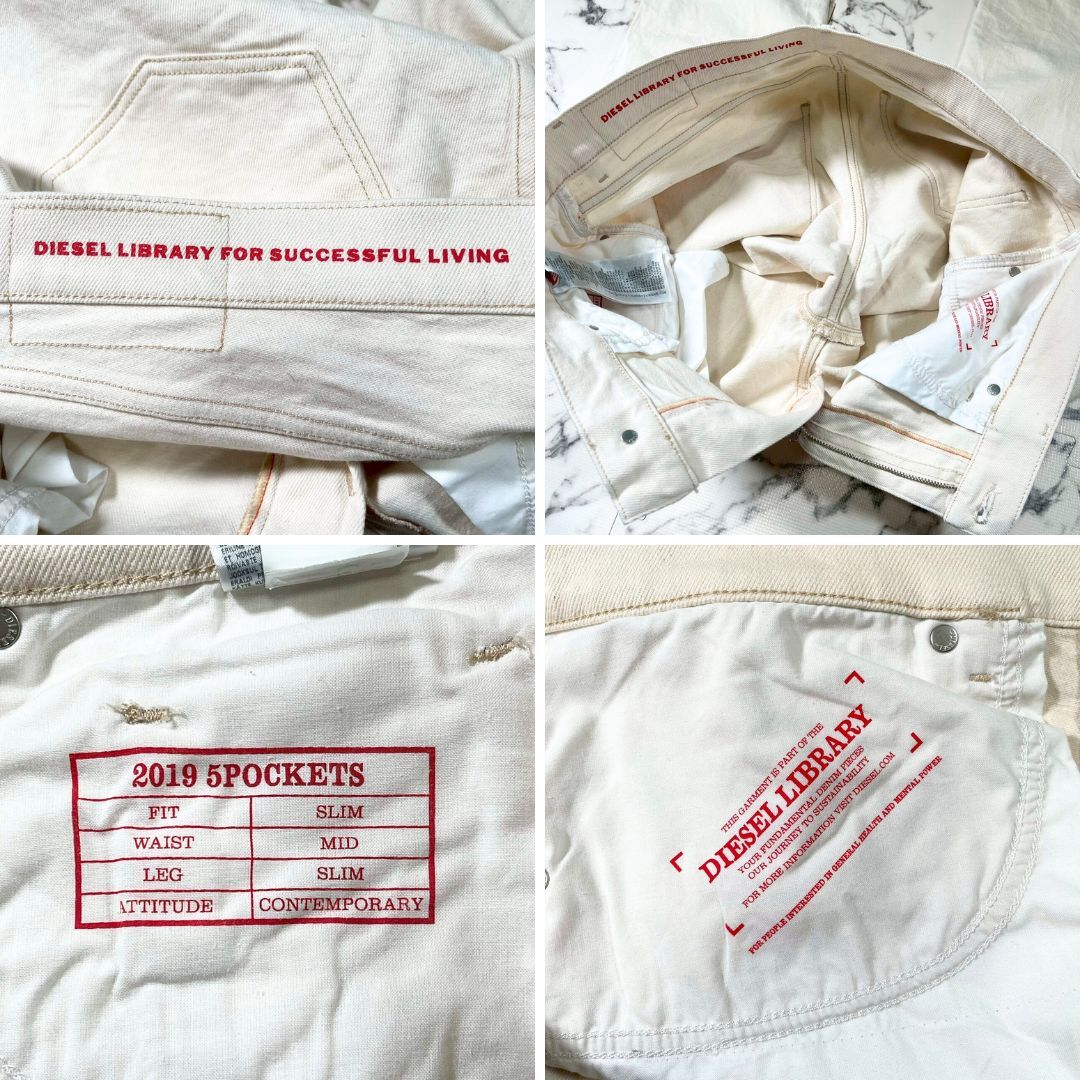 DIESEL LIBRARY FOR SUCCESSFUL LIVING
DIESEL LIBRARY FOR SUCCESSFUL LIVING
LIBRARY
2019 5POCKETS
FIT SLIM
WAIST MID
LEG SLIM
ATTITUDE CONTEMPORARY
THIS GARMENT IS PART OF THE
DIESEL LIBRARY
YOUR FUNDAMENTAL DENIM PIECES
OUR JOURNEY TO SUSTAINABILITY
FOR MORE INFORMATION VISIT DIESEL.COM
FOR PEOPLE INTERESTED IN GENERAL HEALTH AND MENTAL POWER